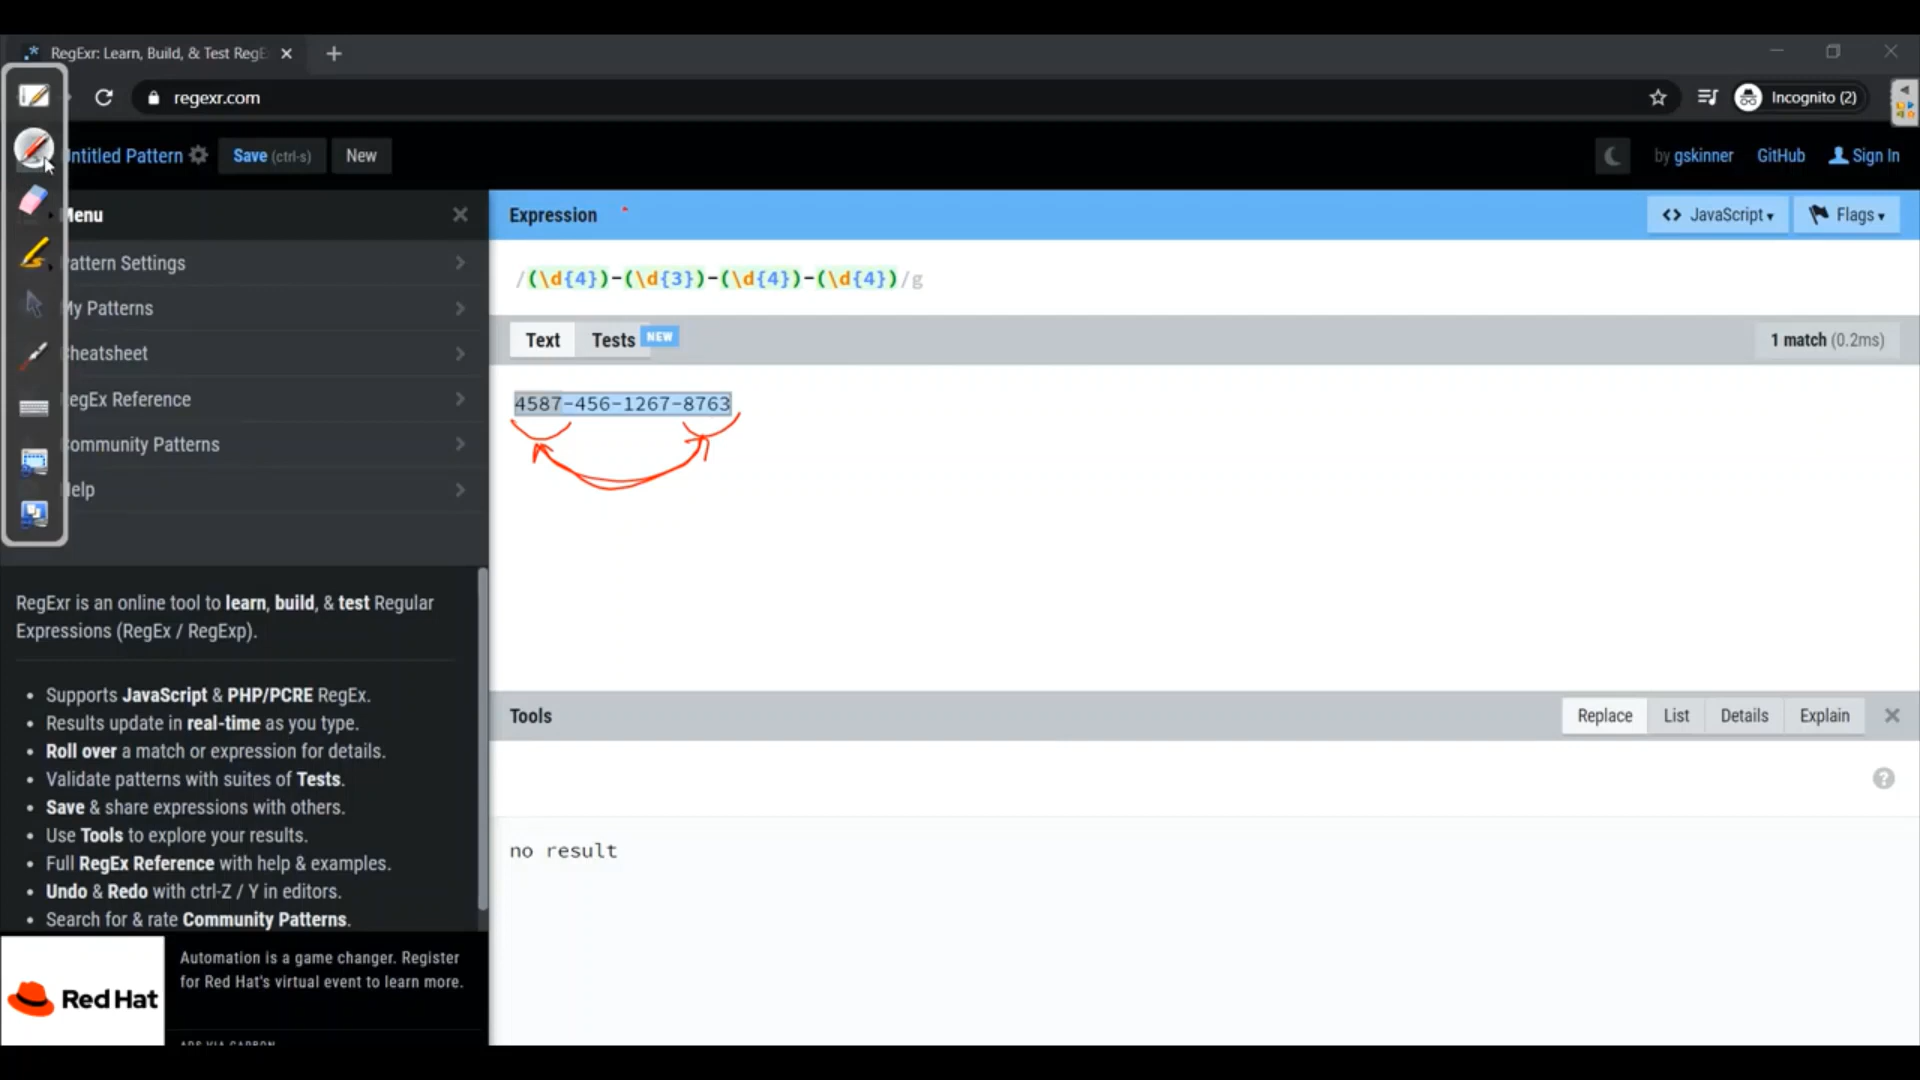 RegExr: Learn, Build, & Test RegE
regexr.com
Incognito (2)
ntitled Pattern
Save (ctrl-s)
New
by gskinner
GitHub
Sign In
Menu
Expression
<> JavaScript
Flags
attern Settings
/(\d{4})-(\d{3})-(\d{4})-(\d{4})/g
My Patterns
Text
Tests
NEW
1 match (0.2ms)
heatsheet
egEx Reference
4587-456-1267-8763
ommunity Patterns
elp
RegExr is an online tool to learn, build, & test Regular
Expressions (RegEx / RegExp).
Supports JavaScript & PHP/PCRE RegEx.
Results update in real-time as you type.
Roll over a match or expression for details.
Validate patterns with suites of Tests.
Save & share expressions with others.
Use Tools to explore your results.
Full RegEx Reference with help & examples.
Undo & Redo with ctrl-Z / Y in editors.
Search for & rate Community Patterns.
Tools
Replace
List
Details
Explain
no result
Red Hat
Automation is a game changer. Register
for Red Hat's virtual event to learn more.
ADS VIA CARBON